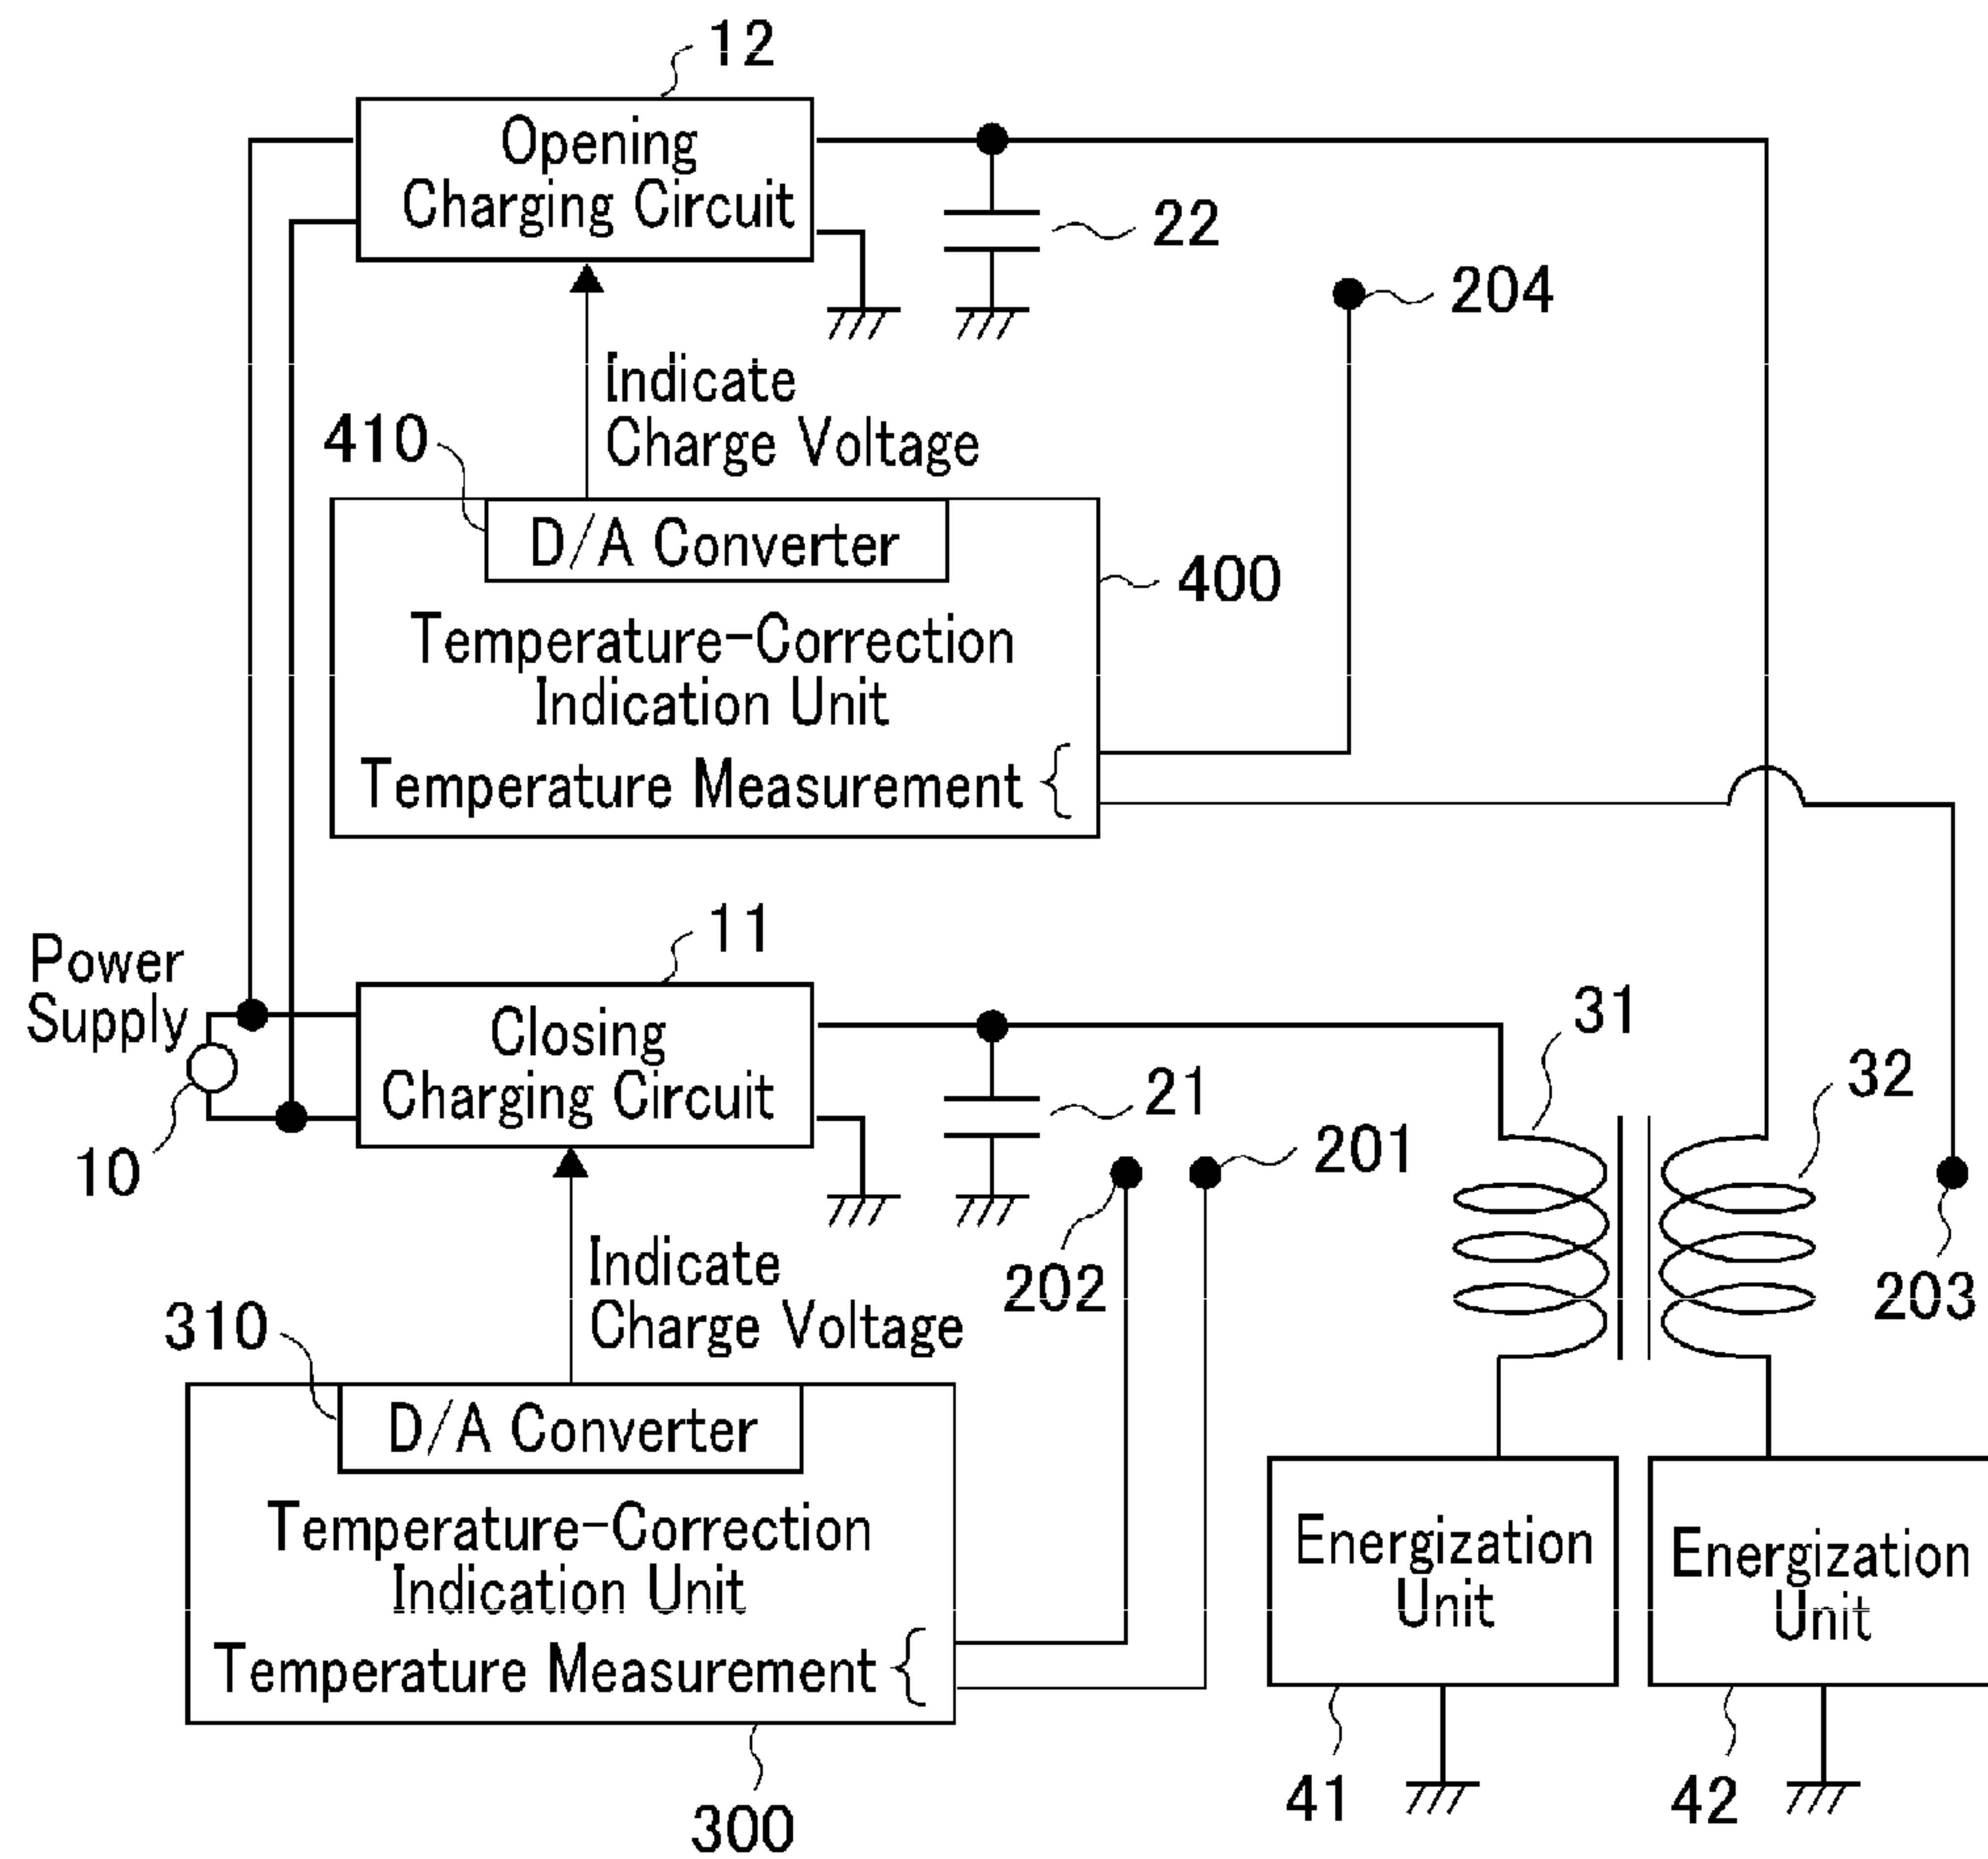 12
Opening
Charging Circuit
22
204
Indicate
Charge Voltage
410
D/A Converter
400
Temperature-Correction
Indication Unit
Temperature Measurement
Power
Supply
10
11
Closing
Charging Circuit
21
202
201
31
32
203
Indicate
Charge Voltage
310
D/A Converter
Temperature-Correction
Indication Unit
Temperature Measurement
300
Energization
Unit
41
Energization
Unit
42